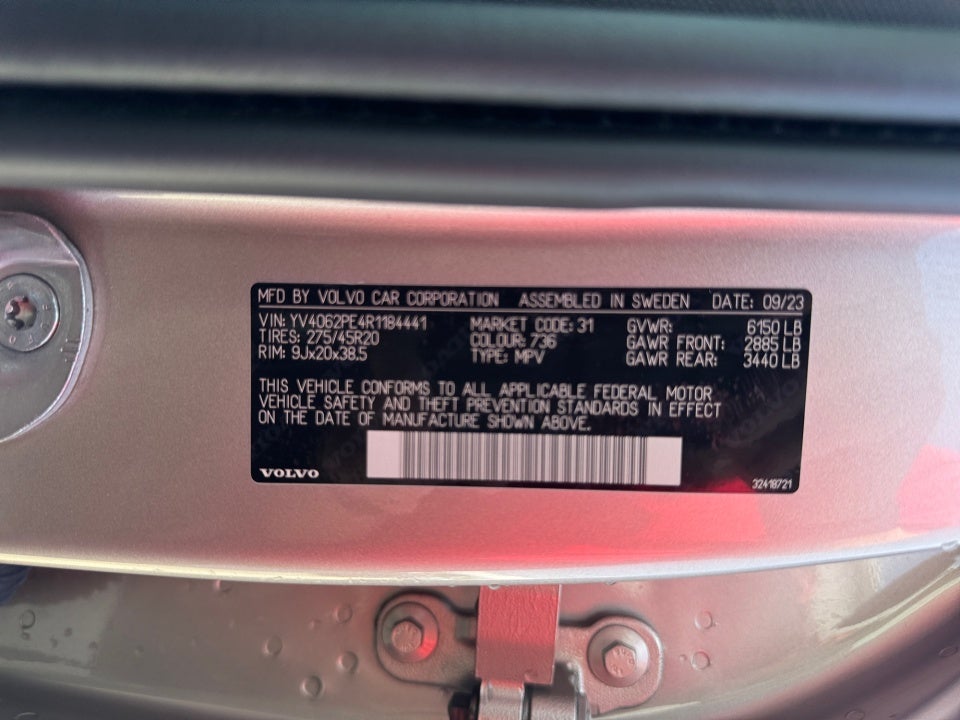 MFD BY VOLVO CAR CORPORATION ASSEMBLED IN SWEDEN DATE: 09/23
VIN: YV4062PE4R1184441 MARKET CODE: 31 GVWR: 6150 LB
TIRES: 275/45R20 COLOUR: 736 GAWR FRONT: 2885 LB
RIM: 9Jx20x38.5 TYPE: MPV GAWR REAR: 3440 LB
THIS VEHICLE CONFORMS TO ALL APPLICABLE FEDERAL MOTOR
VEHICLE SAFETY AND THEFT PREVENTION STANDARDS IN EFFECT
ON THE DATE OF MANUFACTURE SHOWN ABOVE.
VOLVO 32418721